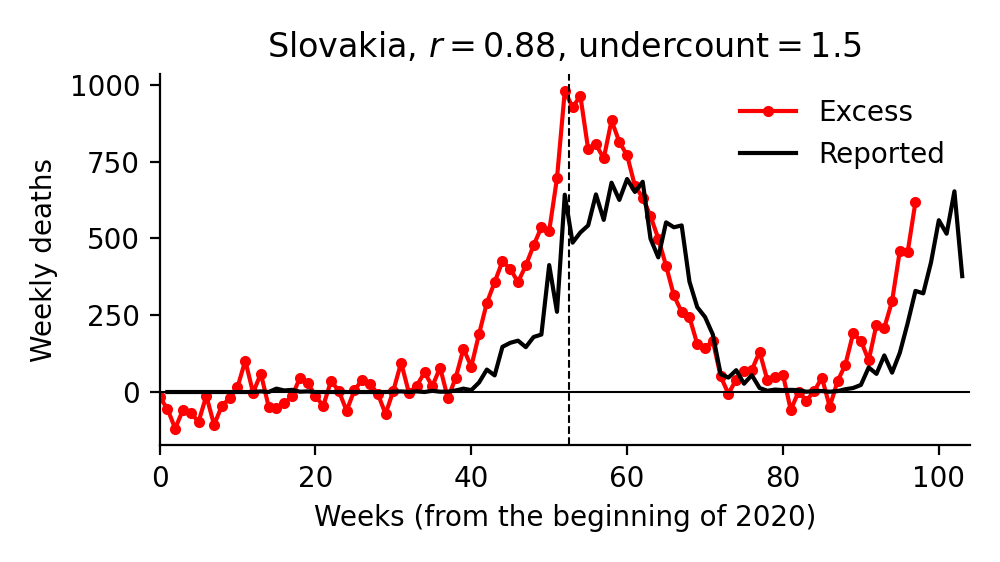 Slovakia, r = 0.88, undercount = 1.5
1000
750
500
250
0
Weekly deaths
Excess
Reported
0 20 40 60 80 100
Weeks (from the beginning of 2020)